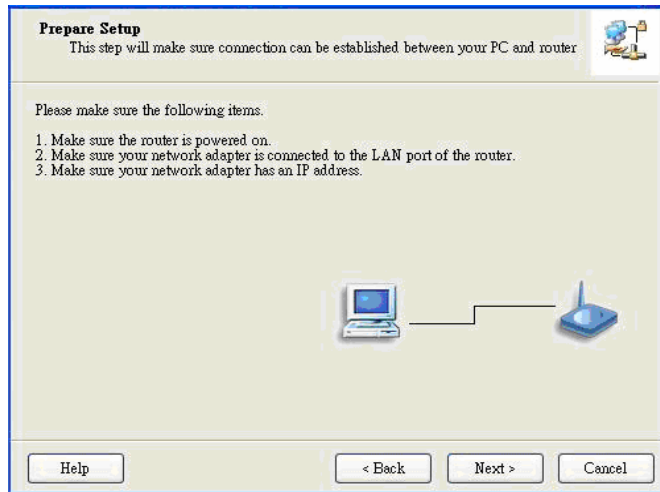 Prepare Setup
This step will make sure connection can be established between your PC and router
Please make sure the following items.
1. Make sure the router is powered on.
2. Make sure your network adapter is connected to the LAN port of the router.
3. Make sure your network adapter has an IP address.
Help
< Back
Next >
Cancel